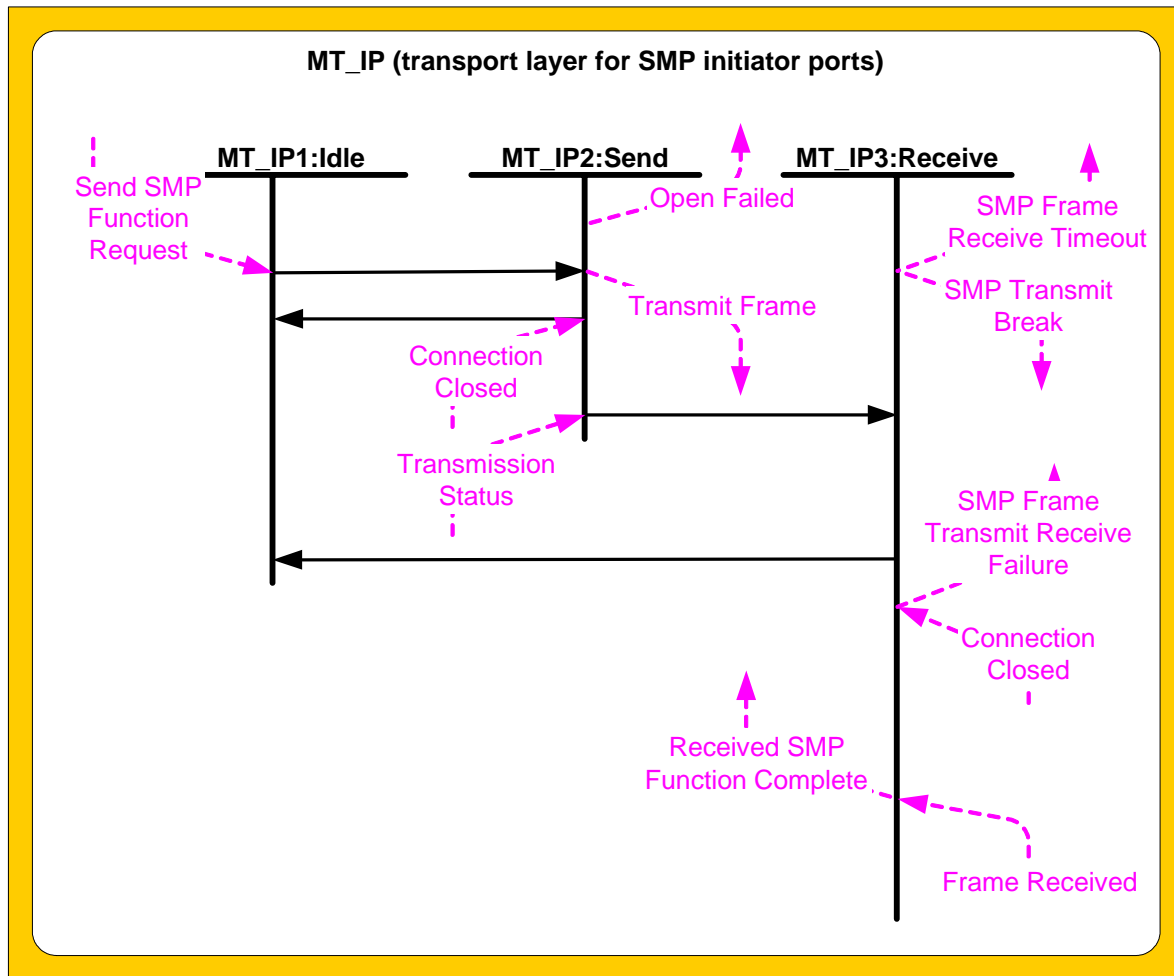 MT_IP (transport layer for SMP initiator ports)
MT_IP1:Idle
MT_IP2:Send
MT_IP3:Receive
Send SMP
Function
Request
Open Failed
SMP Frame
Receive Timeout
Transmit Frame
SMP Transmit
Break
Connection
Closed
Transmission
Status
SMP Frame
Transmit Receive
Failure
Connection
Closed
Received SMP
Function Complete
Frame Received